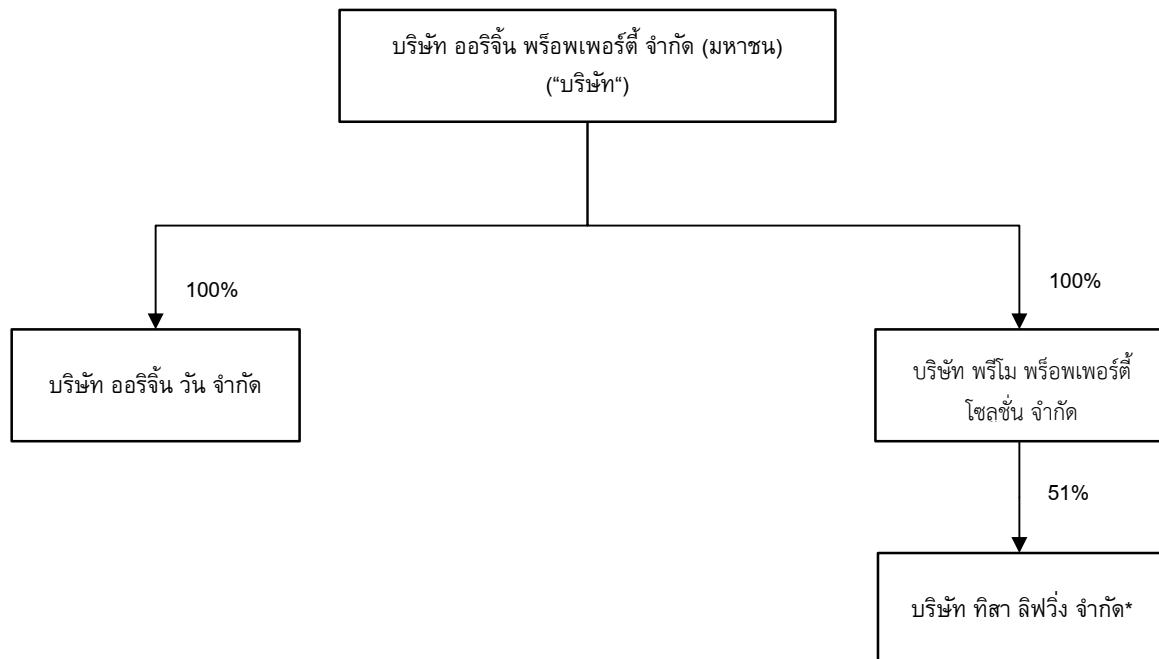 บริษัท ออริจิ้น พร็อพเพอร์ตี้ จำกัด (มหาชน)
(“บริษัท“)
100%
100%
บริษัท ออริจิ้น วัน จำกัด
บริษัท พรีโม พร็อพเพอร์ตี้
โซลูชั่น จำกัด
51%
บริษัท ทิสา ลิฟวิ่ง จำกัด*